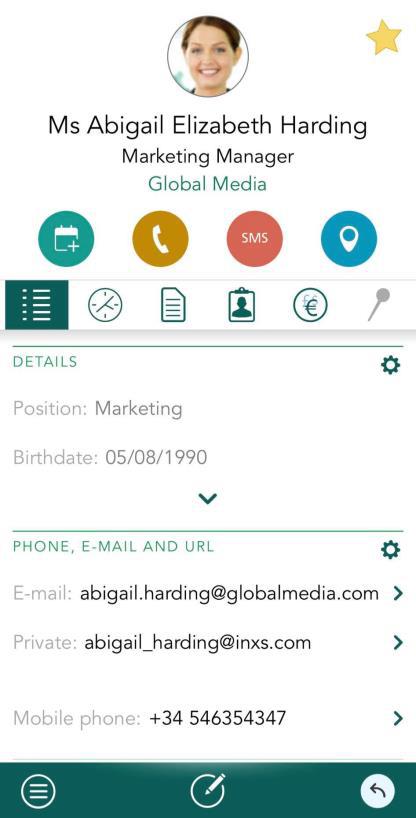 Ms Abigail Elizabeth Harding
Marketing Manager
Global Media
SMS
DETAILS
Position: Marketing
Birthdate: 05/08/1990
PHONE, E-MAIL AND URL
E-mail: abigail.harding@globalmedia.com
Private: abigail_harding@inxs.com
Mobile phone: +34 546354347